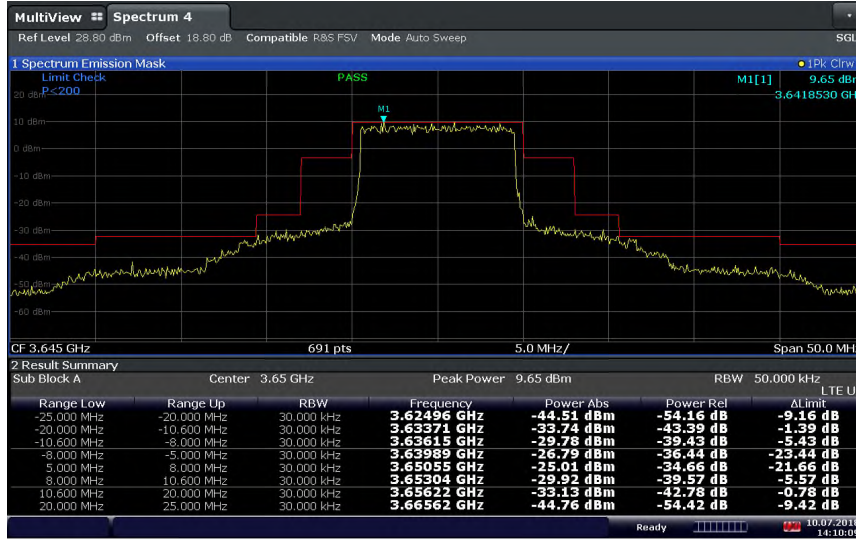 MultiView Spectrum 4
Ref Level 28.80 dBm Offset 18.80 dB Compatible R&S FSV Mode Auto Sweep
SGL
1 Spectrum Emission Mask
1Pk Clrw
Limit Check PASS M1[1] 9.65 dBm
P<200 3.6418530 GH
20 dBm
M1
10 dBm
0 dBm
-10 dBm
-20 dBm
-30 dBm
-40 dBm
-50 dBm
-60 dBm
CF 3.645 GHz 691 pts 5.0 MHz/ Span 50.0 MH
2 Result Summary
Sub Block A Center 3.65 GHz Peak Power 9.65 dBm RBW 50.000 kHz
LTE U
Range Low Range Up RBW Frequency Power Abs Power Rel ΔLimit
-25.000 MHz -20.000 MHz 30.000 kHz 3.62496 GHz -44.51 dBm -54.16 dB -9.16 dB
-20.000 MHz -10.600 MHz 30.000 kHz 3.63371 GHz -33.74 dBm -43.39 dB -1.39 dB
-10.600 MHz -8.000 MHz 30.000 kHz 3.63615 GHz -29.78 dBm -39.43 dB -5.43 dB
-8.000 MHz -5.000 MHz 30.000 kHz 3.63989 GHz -26.79 dBm -36.44 dB -23.44 dB
5.000 MHz 8.000 MHz 30.000 kHz 3.65055 GHz -25.01 dBm -34.66 dB -21.66 dB
8.000 MHz 10.600 MHz 30.000 kHz 3.65304 GHz -29.92 dBm -39.57 dB -5.57 dB
10.600 MHz 20.000 MHz 30.000 kHz 3.65622 GHz -33.13 dBm -42.78 dB -0.78 dB
20.000 MHz 25.000 MHz 30.000 kHz 3.66562 GHz -44.76 dBm -54.42 dB -9.42 dB
Ready 10.07.2018
14:10:09